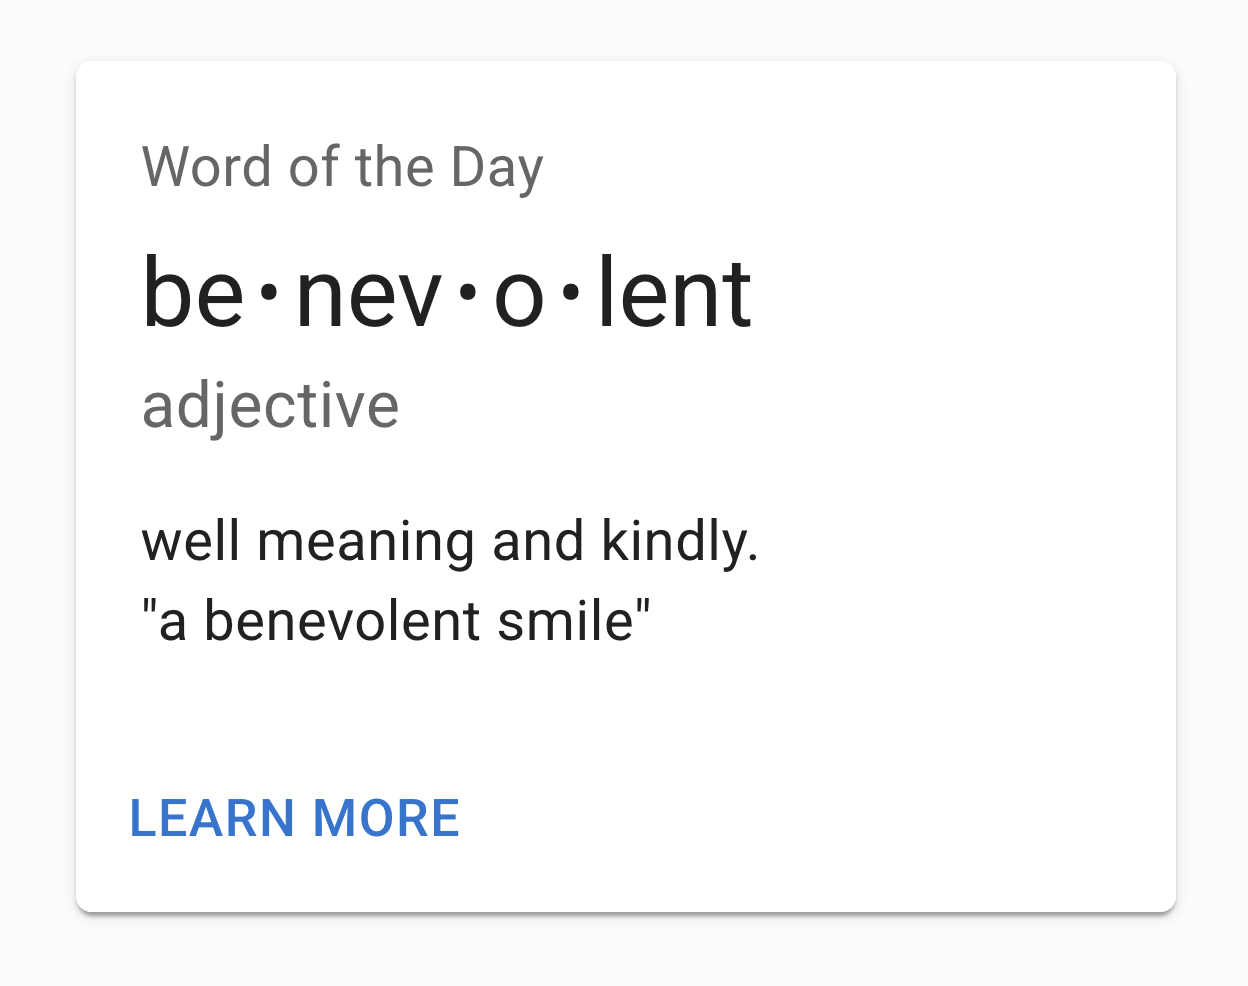 Word of the Day
be•nev•o•lent
adjective
well meaning and kindly.
"a benevolent smile"
LEARN MORE